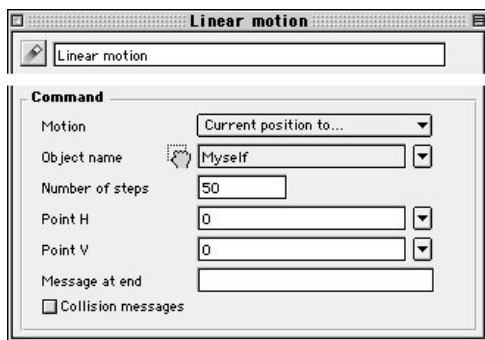 Linear motion
Linear motion
Command
Motion Current position to...
Object name Myself
Number of steps 50
Point H 0
Point V 0
Message at end
Collision messages